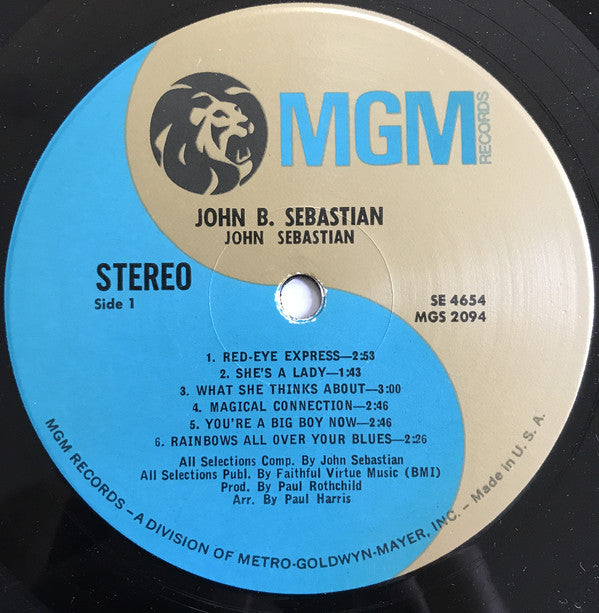 MGM
RECORDS
JOHN B. SEBASTIAN
JOHN SEBASTIAN
STEREO
Side 1
SE 4654
MGS 2094
1. RED-EYE EXPRESS—2:53
2. SHE'S A LADY—1:43
3. WHAT SHE THINKS ABOUT—3:00
4. MAGICAL CONNECTION—2:46
5. YOU'RE A BIG BOY NOW—2:46
6. RAINBOWS ALL OVER YOUR BLUES—2:26
All Selections Comp. By John Sebastian
All Selections Publ. By Faithful Virtue Music (BMI)
Prod. By Paul Rothchild
Arr. By Paul Harris
MGM RECORDS – A DIVISION OF METRO-GOLDWYN-MAYER, INC. – Made in U. S. A.